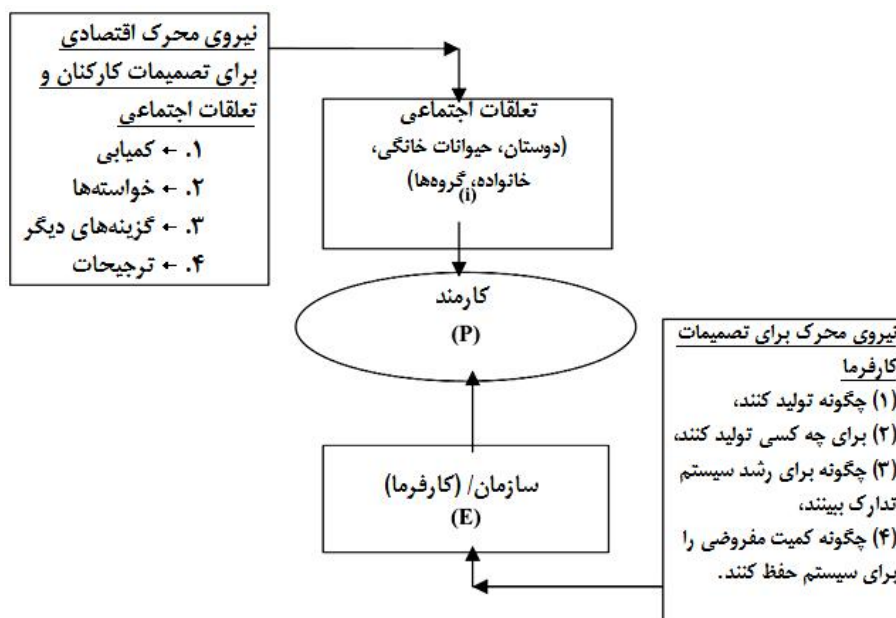 نیروی محرک اقتصادی
برای تصمیمات کارکنان و
تعلقات اجتماعی
۱. ← کمیابی
۲. ← خواسته‌ها
۳. ← گزینه‌های دیگر
۴. ← ترجیحات
تعلقات اجتماعی
(دوستان، حیوانات خانگی،
خانواده، گروه‌ها)
(i)
کارمند
(P)
سازمان/ (کارفرما)
(E)
نیروی محرک برای تصمیمات
کارفرما
(۱) چگونه تولید کنند،
(۲) برای چه کسی تولید کنند،
(۳) چگونه برای رشد سیستم
تدارک ببینند،
(۴) چگونه کمیت مفروضی را
برای سیستم حفظ کنند.